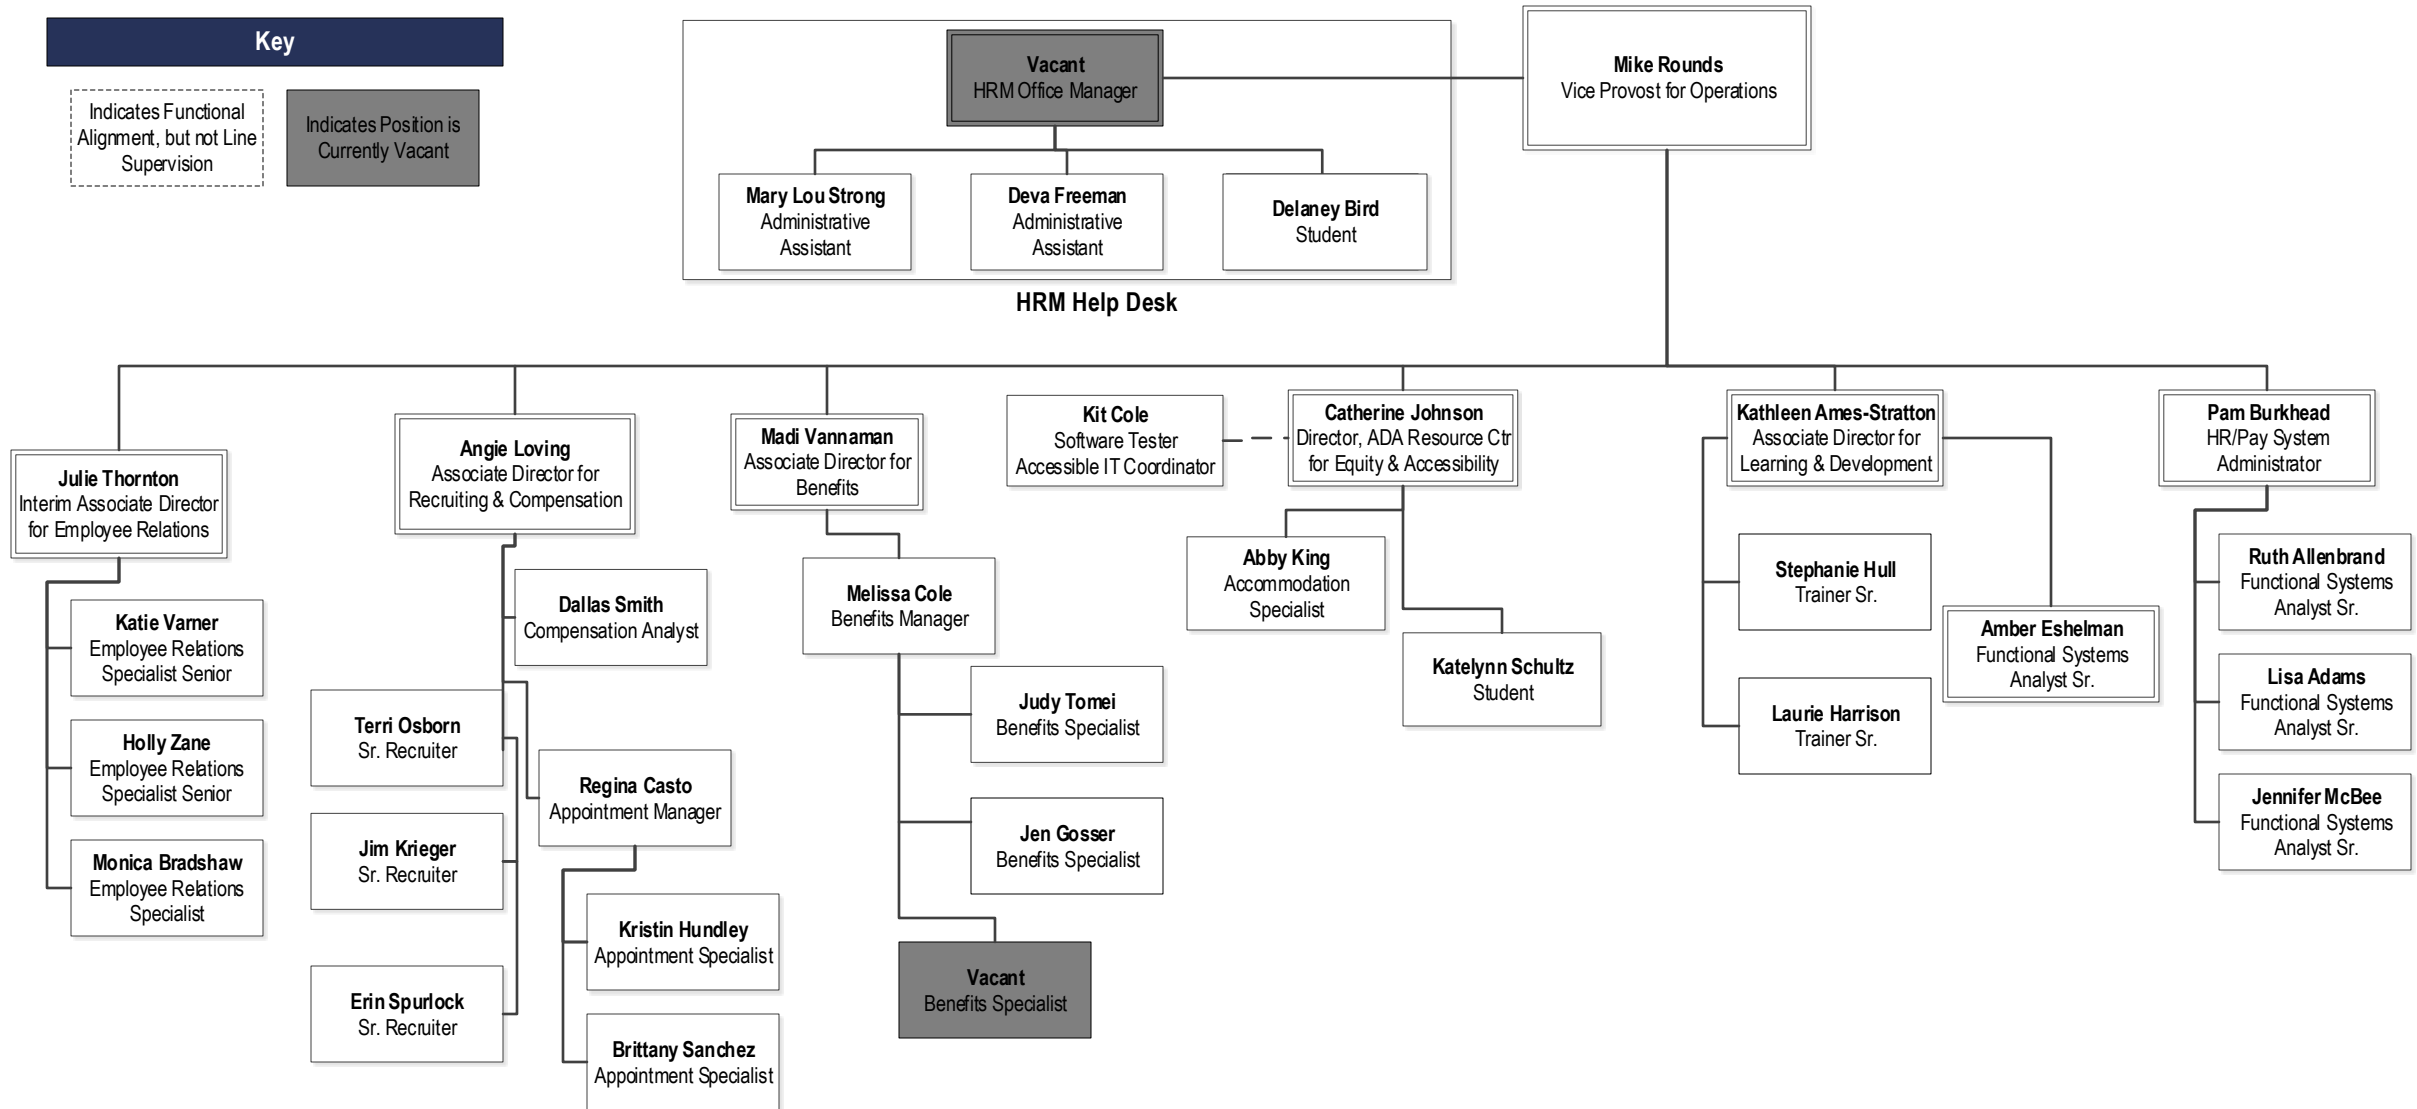 Key
Indicates Functional
Alignment, but not Line
Supervision
Indicates Position is
Currently Vacant
Vacant
HRM Office Manager
Mike Rounds
Vice Provost for Operations
Mary Lou Strong
Administrative
Assistant
Deva Freeman
Administrative
Assistant
Delaney Bird
Student
HRM Help Desk
Julie Thornton
Interim Associate Director
for Employee Relations
Katie Varner
Employee Relations
Specialist Senior
Holly Zane
Employee Relations
Specialist Senior
Monica Bradshaw
Employee Relations
Specialist
Angie Loving
Associate Director for
Recruiting & Compensation
Dallas Smith
Compensation Analyst
Terri Osborn
Sr. Recruiter
Jim Krieger
Sr. Recruiter
Erin Spurlock
Sr. Recruiter
Regina Casto
Appointment Manager
Kristin Hundley
Appointment Specialist
Brittany Sanchez
Appointment Specialist
Madi Vannaman
Associate Director for
Benefits
Melissa Cole
Benefits Manager
Judy Tomei
Benefits Specialist
Jen Gosser
Benefits Specialist
Vacant
Benefits Specialist
Kit Cole
Software Tester
Accessible IT Coordinator
Catherine Johnson
Director, ADA Resource Ctr
for Equity & Accessibility
Abby King
Accommodation
Specialist
Katelynn Schultz
Student
Kathleen Ames-Stratton
Associate Director for
Learning & Development
Stephanie Hull
Trainer Sr.
Laurie Harrison
Trainer Sr.
Amber Eshelman
Functional Systems
Analyst Sr.
Pam Burkhead
HR/Pay System
Administrator
Ruth Allenbrand
Functional Systems
Analyst Sr.
Lisa Adams
Functional Systems
Analyst Sr.
Jennifer McBee
Functional Systems
Analyst Sr.